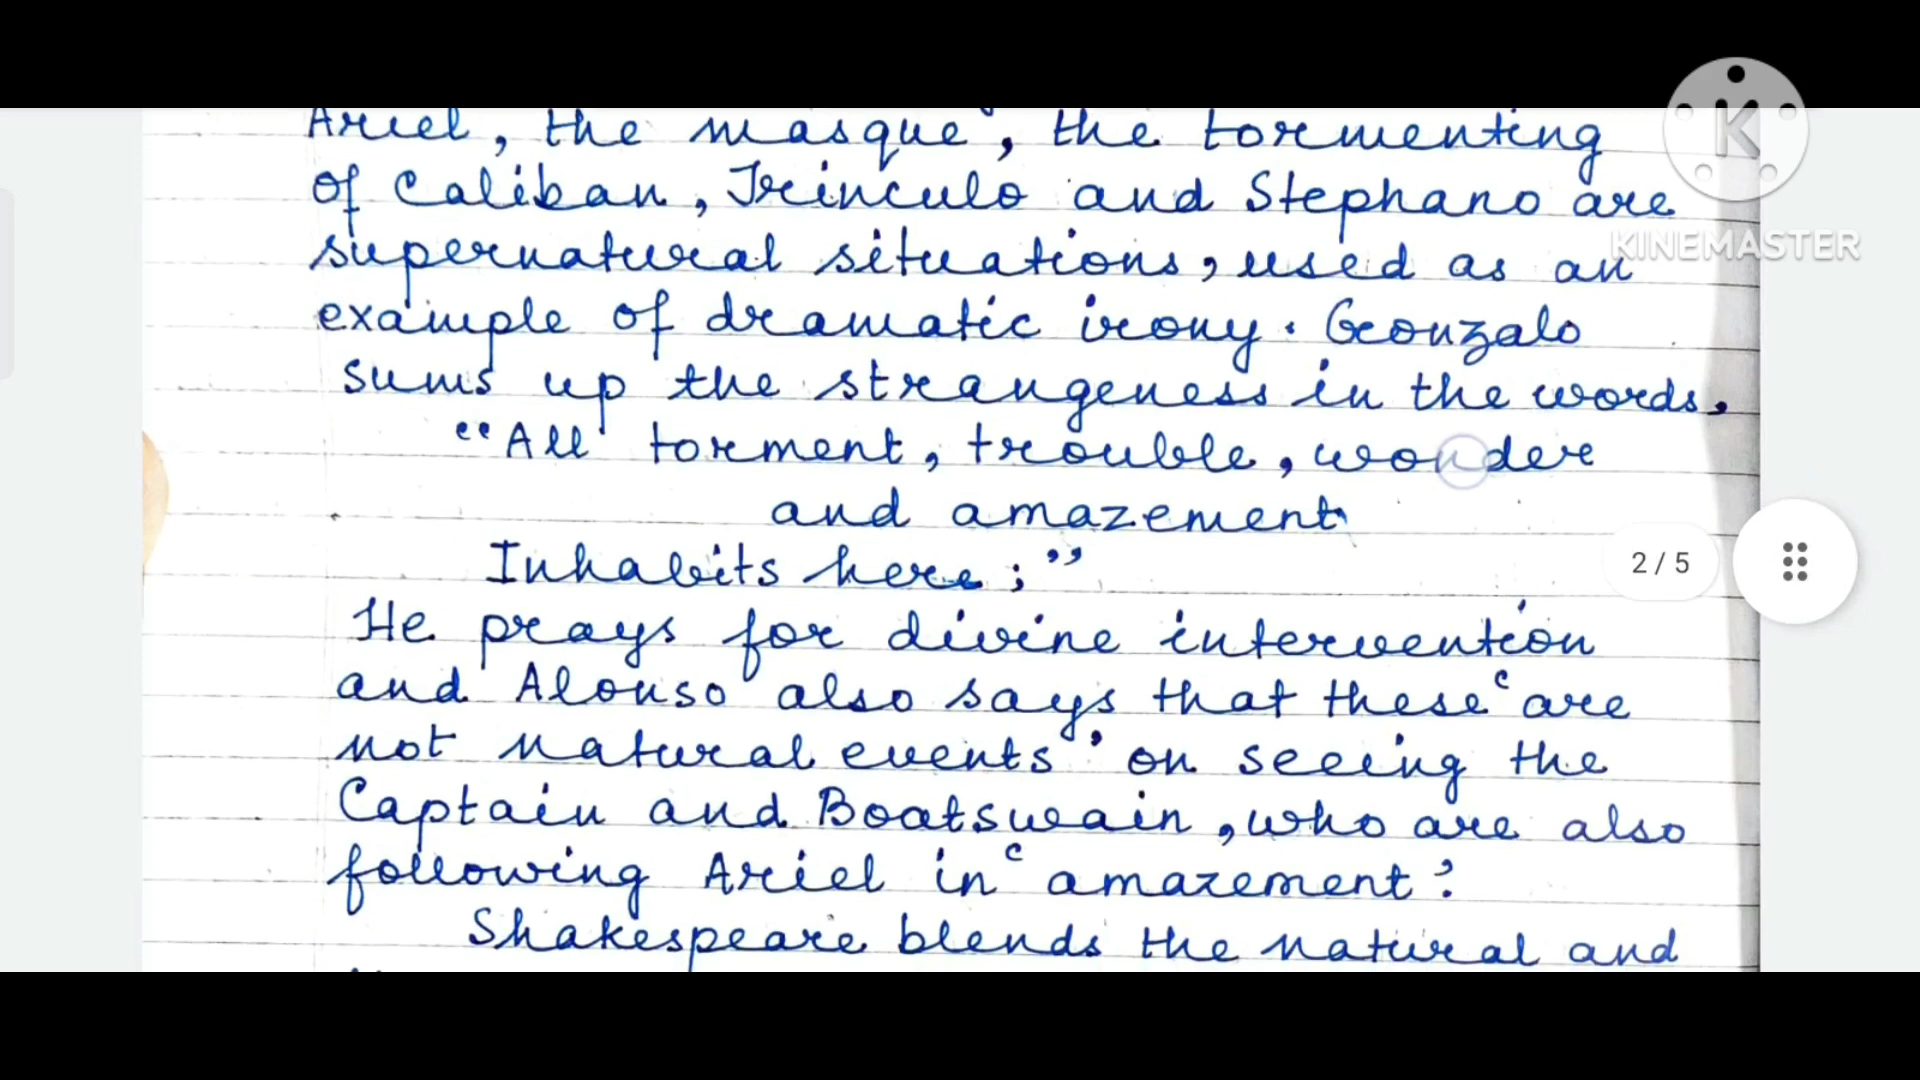 Ariel, the masque, the tormenting
of Caliban, Trinculo and Stephano are
supernatural situations, used as an
example of dramatic irony. Gonzalo
sums up the strangeness in the words,
"All torment, trouble, wonder
and amazement
Inhabits here;"
He prays for divine intervention
and Alonso also says that these 'are
not natural events' on seeing the
Captain and Boatswain, who are also
following Ariel in 'amazement'.
Shakespeare blends the natural and
K
KINEMASTER
2/5